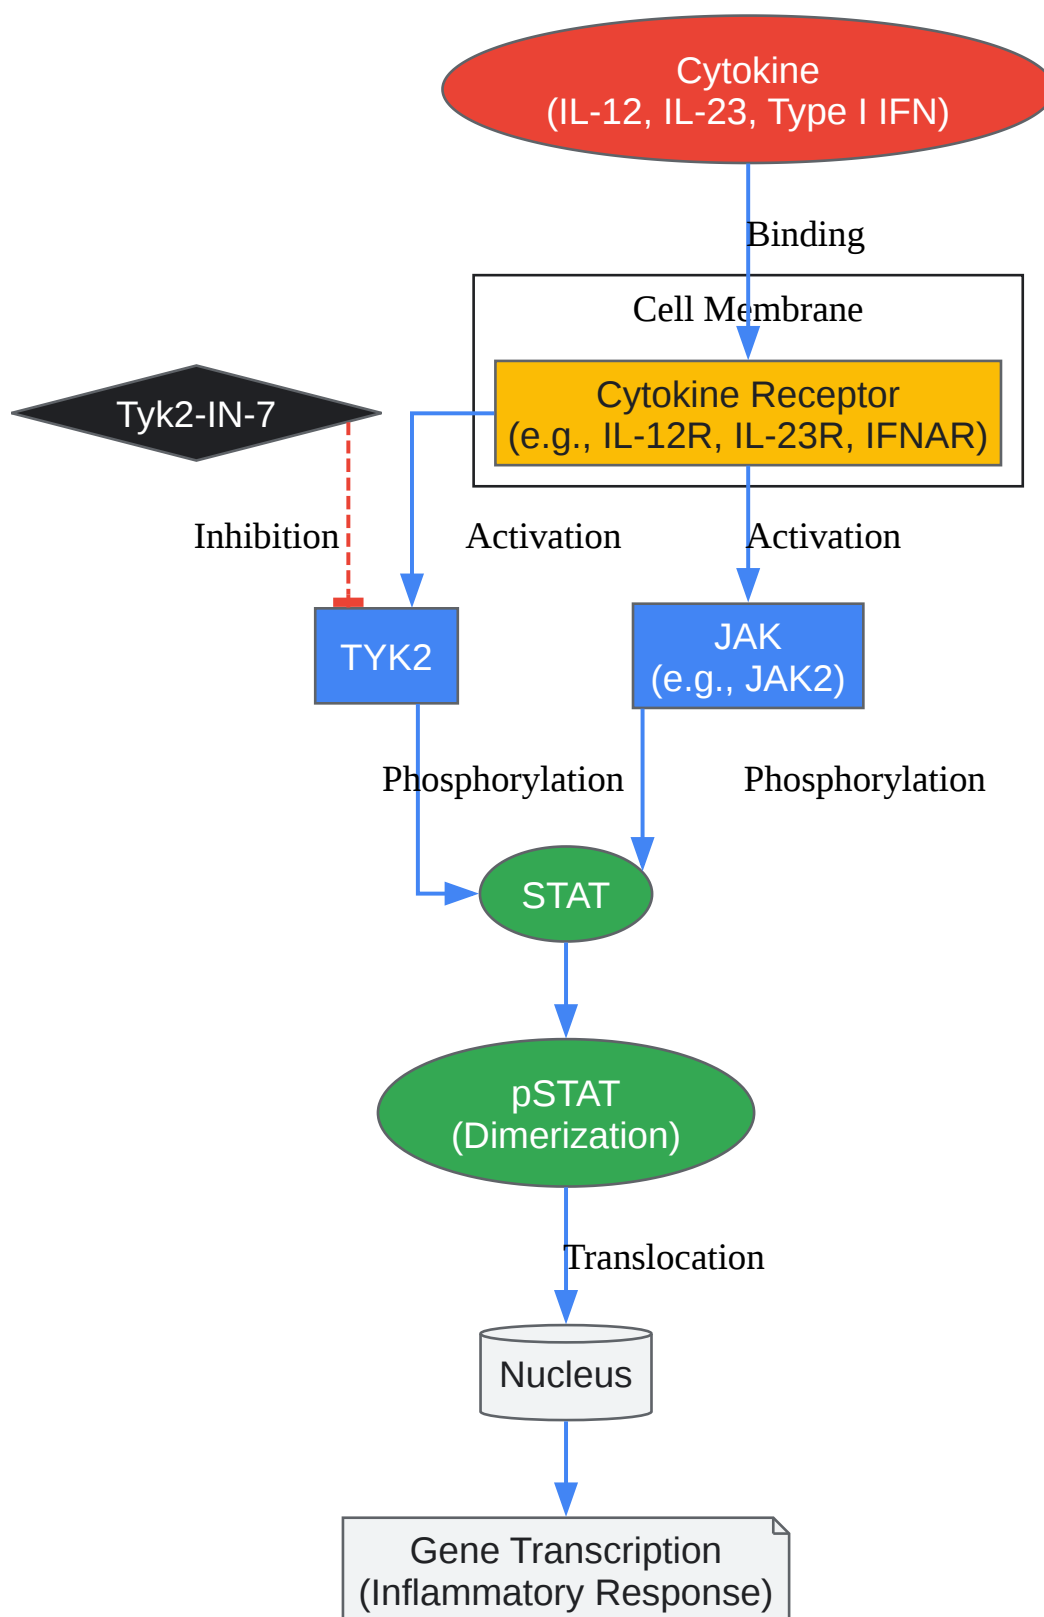 Cytokine
(IL-12, IL-23, Type I IFN)
Binding
Cell Membrane
Cytokine Receptor
(e.g., IL-12R, IL-23R, IFNAR)
Tyk2-IN-7
Inhibition
Activation
Activation
TYK2
JAK
(e.g., JAK2)
Phosphorylation
Phosphorylation
STAT
pSTAT
(Dimerization)
Translocation
Nucleus
Gene Transcription
(Inflammatory Response)